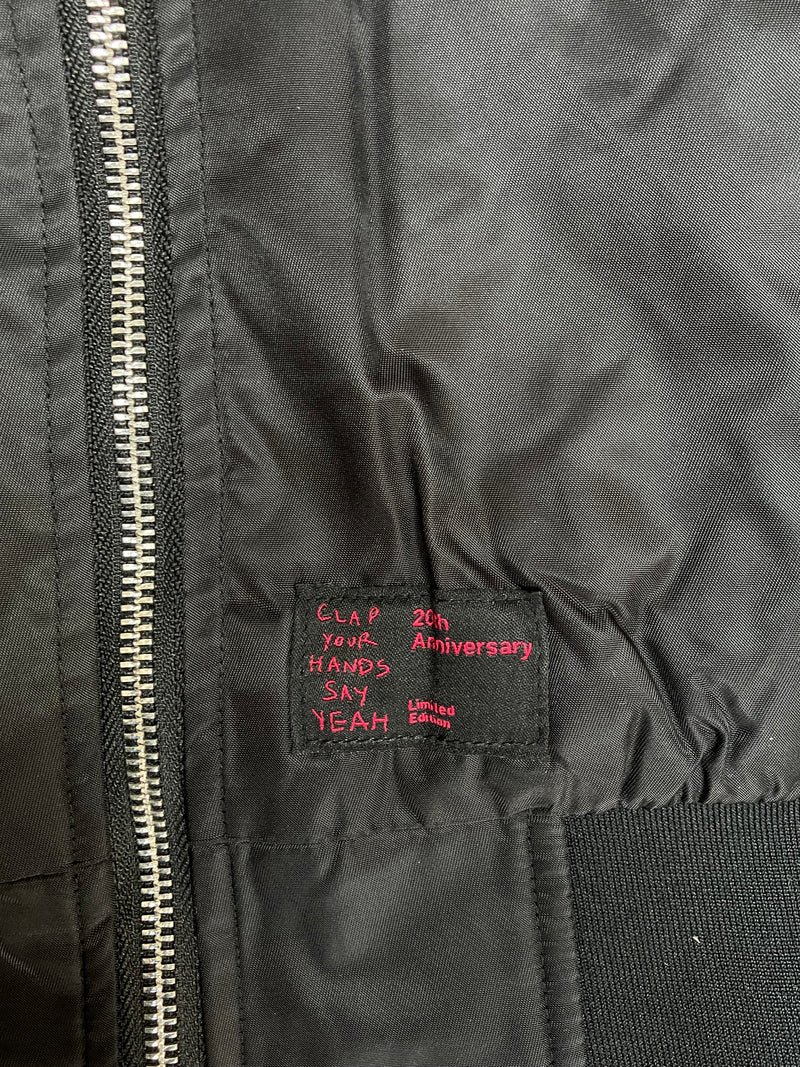 CLAP
YOUR
HANDS
SAY
YEAH
20th
Anniversary
Limited
Edition